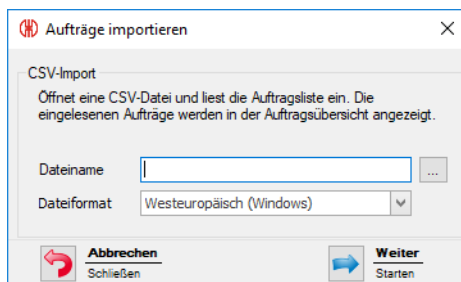 Aufträge importieren
CSV-Import
Öffnet eine CSV-Datei und liest die Auftragsliste ein. Die
eingelesenen Aufträge werden in der Auftragsübersicht angezeigt.
Dateiname
...
Dateiformat Westeuropäisch (Windows)
Abbrechen Weiter
Schließen Starten